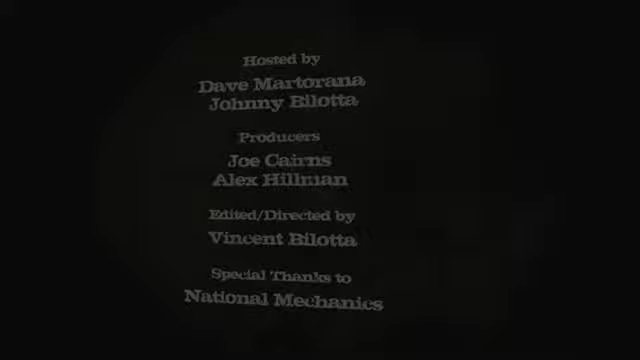 Hosted by
Dave Martorana
Johnny Bilotta
Producers
Joe Cairns
Alex Hillman
Edited/Directed by
Vincent Bilotta
Special Thanks to
National Mechanics